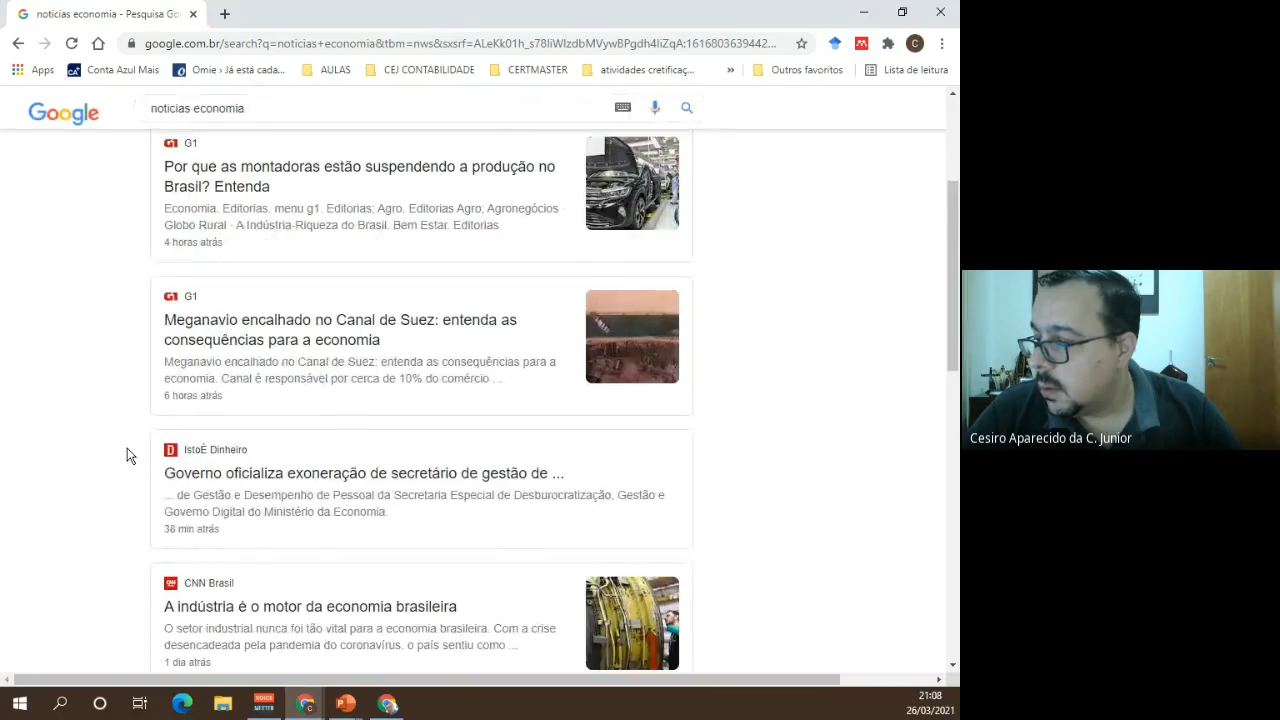 noticias economia - Pesquisa Go
google.com.br/search?q=noticias+economia&tbm=nws&sxsrf=ALeKk01h_s78IiWIzdbMVywBPgdh4IiZqA:1616803639442...
Apps
Conta Azul Mais
Omie › Já está cada...
AULAS
CEJ CONTABILIDADE
CERTMASTER
atividades cretificaç...
»
Outros favoritos
Lista de leitura
Google
noticias economia
G1 G1
Por que as montadoras estão suspendendo a produção no
Brasil? Entenda
Economia. Editorias. menu g1. Editorias; Agro. Editorias Agro; Agronegócios ·
Globo Rural · A Indústria-Riqueza do Brasil. Bem Estar. Editorias
4 horas atrás
G1 G1
Meganavio encalhado no Canal de Suez: entenda as
consequências para a economia
Meganavio encalhado no Canal de Suez: entenda as consequências para a
economia. Canal é responsável por cerca de 10% do comércio ...
6 horas atrás
D IstoÉ Dinheiro
Governo oficializa exoneração de secretário de gestão de ...
... de Gestão e Desempenho de Pessoal da Secretaria Especial de Desburocratização, Gestão e
Governo Digital do Ministério da Economia.
38 min atrás
CNN Brasil
A indústria é o motor da economia brasileira
O setor industrial nunca foi tão vital para a economia brasileira. Com a crise
desencadeada pela pandemia do coronavírus, o país sentiu como ...
1 dia atrás
Cesiro Aparecido da C. Junior
VOICE
MEETER
21:08
26/03/2021